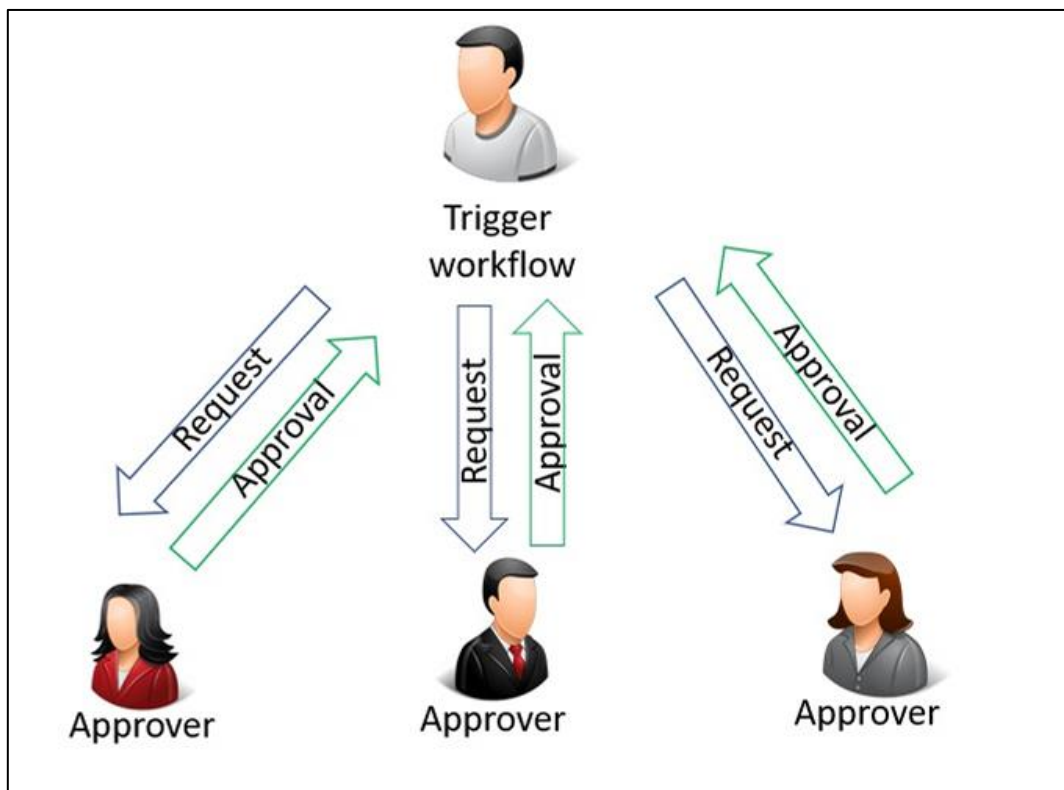 Trigger
workflow
Request
Approval
Request
Approval
Request
Approval
Approver
Approver
Approver